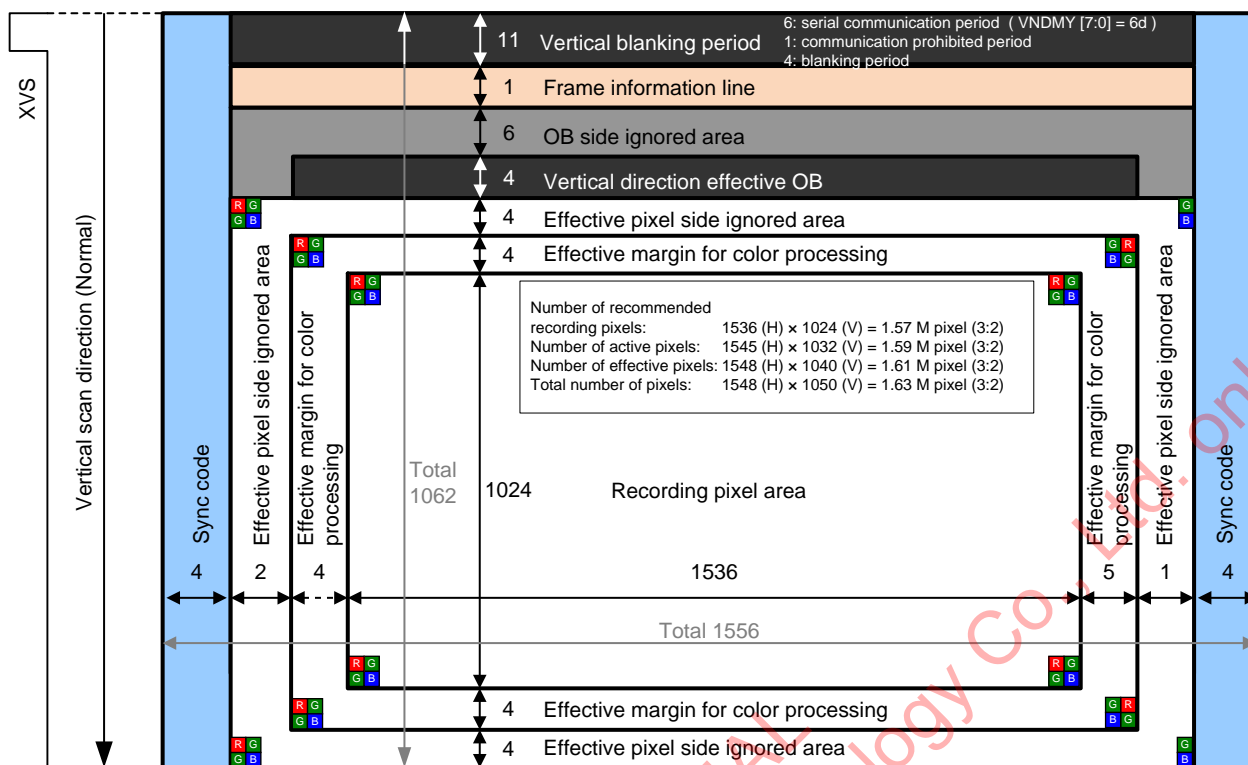 6: serial communication period ( VNDMY [7:0] = 6d )
11 Vertical blanking period
1: communication prohibited period
4: blanking period
XVS
1 Frame information line
6 OB side ignored area
4 Vertical direction effective OB
R G
G B
4 Effective pixel side ignored area
G
B
R G
G B
4 Effective margin for color processing
G R
B G
R G
G B
R G
G B
Number of recommended
recording pixels: 1536 (H) × 1024 (V) = 1.57 M pixel (3:2)
Number of active pixels: 1545 (H) × 1032 (V) = 1.59 M pixel (3:2)
Number of effective pixels: 1548 (H) × 1040 (V) = 1.61 M pixel (3:2)
Total number of pixels: 1548 (H) × 1050 (V) = 1.63 M pixel (3:2)
Vertical scan direction (Normal)
Sync code
Effective pixel side ignored area
Effective margin for color
processing
Total
1062
1024
Recording pixel area
Effective margin for color
processing
Effective pixel side ignored area
Sync code
4 2 4 1536 5 1 4
Total 1556
R G
G B
R G
G B
R G
G B
4 Effective margin for color processing
G R
B G
R G
G B
4 Effective pixel side ignored area
G
B
Co., Ltd.